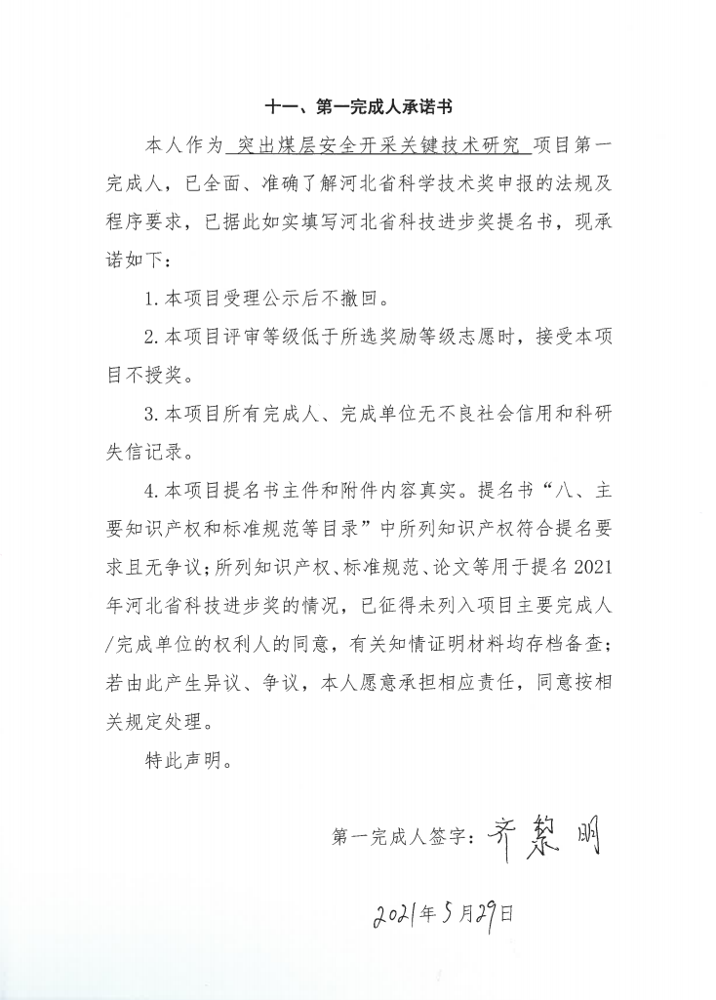 十一、第一完成人承诺书
本人作为 突出煤层安全开采关键技术研究 项目第一
完成人，已全面、准确了解河北省科学技术奖申报的法规及
程序要求，已据此如实填写河北省科技进步奖提名书，现承
诺如下：
1.本项目受理公示后不撤回。
2.本项目评审等级低于所选奖励等级志愿时，接受本项
目不授奖。
3.本项目所有完成人、完成单位无不良社会信用和科研
失信记录。
4.本项目提名书主件和附件内容真实。提名书“八、主
要知识产权和标准规范等目录”中所列知识产权符合提名要
求且无争议；所列知识产权、标准规范、论文等用于提名 2021
年河北省科技进步奖的情况，已征得未列入项目主要完成人
/完成单位的权利人的同意，有关知情证明材料均存档备查；
若由此产生异议、争议，本人愿意承担相应责任，同意按相
关规定处理。
特此声明。
第一完成人签字：齐黎明
2021年5月29日